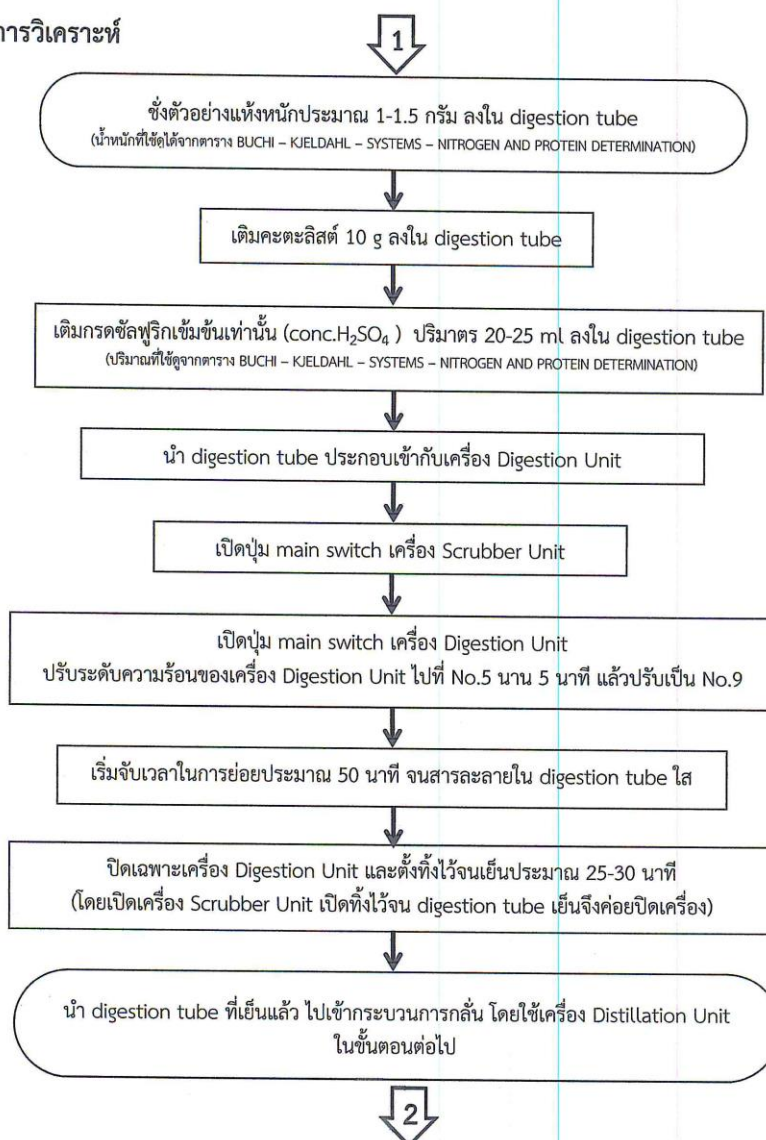 การวิเคราะห์
1
ชั่งตัวอย่างแห้งหนักประมาณ 1-1.5 กรัม ลงใน digestion tube
(น้ำหนักที่ใช้ดูได้จากตาราง BUCHI – KJELDAHL – SYSTEMS – NITROGEN AND PROTEIN DETERMINATION)
เติมคะตะลิสต์ 10 g ลงใน digestion tube
เติมกรดซัลฟูริกเข้มข้นเท่านั้น (conc.H₂SO₄ ) ปริมาตร 20-25 ml ลงใน digestion tube
(ปริมาณที่ใช้ดูจากตาราง BUCHI – KJELDAHL – SYSTEMS – NITROGEN AND PROTEIN DETERMINATION)
นำ digestion tube ประกอบเข้ากับเครื่อง Digestion Unit
เปิดปุ่ม main switch เครื่อง Scrubber Unit
เปิดปุ่ม main switch เครื่อง Digestion Unit
ปรับระดับความร้อนของเครื่อง Digestion Unit ไปที่ No.5 นาน 5 นาที แล้วปรับเป็น No.9
เริ่มจับเวลาในการย่อยประมาณ 50 นาที จนสารละลายใน digestion tube ใส
ปิดเฉพาะเครื่อง Digestion Unit และตั้งทิ้งไว้จนเย็นประมาณ 25-30 นาที
(โดยเปิดเครื่อง Scrubber Unit เปิดทิ้งไว้จน digestion tube เย็นจึงค่อยปิดเครื่อง)
นำ digestion tube ที่เย็นแล้ว ไปเข้ากระบวนการกลั่น โดยใช้เครื่อง Distillation Unit
ในขั้นตอนต่อไป
2